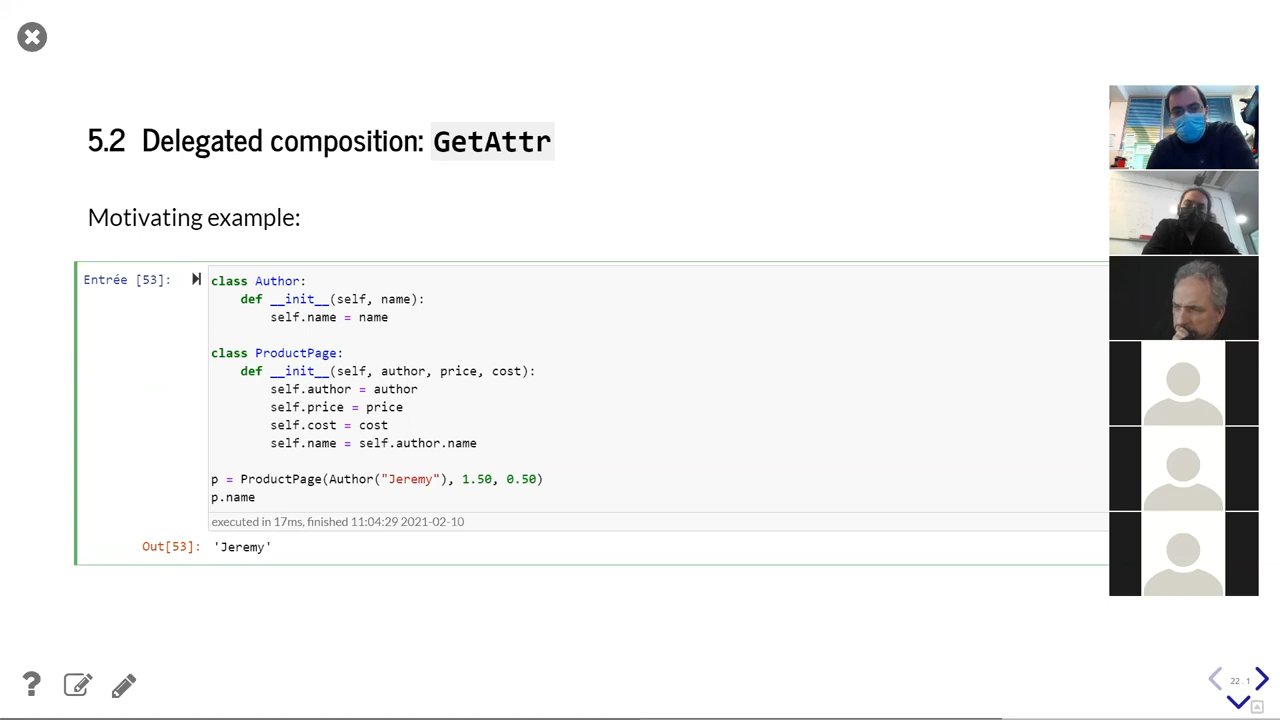 5.2 Delegated composition: GetAttr
Motivating example:
Entrée [53]:
class Author:
    def __init__(self, name):
        self.name = name

class ProductPage:
    def __init__(self, author, price, cost):
        self.author = author
        self.price = price
        self.cost = cost
        self.name = self.author.name

p = ProductPage(Author("Jeremy"), 1.50, 0.50)
p.name
executed in 17ms, finished 11:04:29 2021-02-10
Out[53]: 'Jeremy'
?
22.1